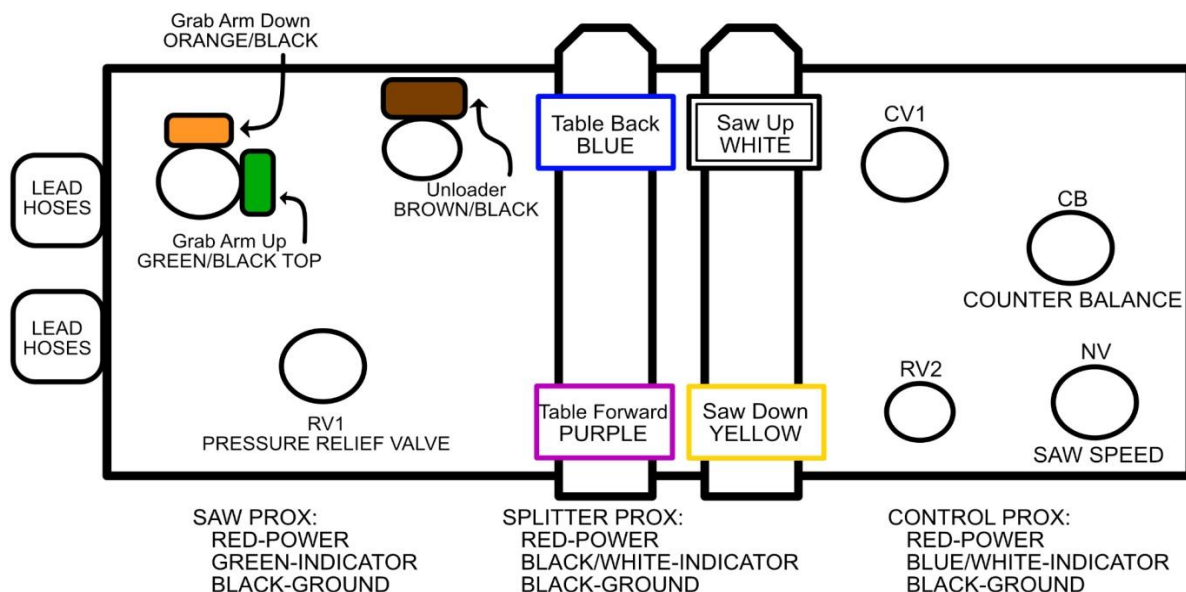 Grab Arm Down
ORANGE/BLACK
LEAD
HOSES
Grab Arm Up
GREEN/BLACK TOP
Unloader
BROWN/BLACK
Table Back
BLUE
Saw Up
WHITE
CV1
CB
COUNTER BALANCE
LEAD
HOSES
RV1
PRESSURE RELIEF VALVE
Table Forward
PURPLE
Saw Down
YELLOW
RV2
NV
SAW SPEED
SAW PROX:
RED-POWER
GREEN-INDICATOR
BLACK-GROUND
SPLITTER PROX:
RED-POWER
BLACK/WHITE-INDICATOR
BLACK-GROUND
CONTROL PROX:
RED-POWER
BLUE/WHITE-INDICATOR
BLACK-GROUND